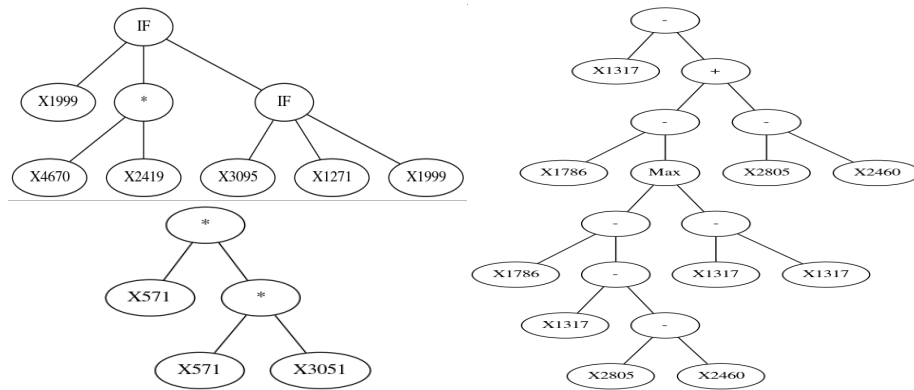 IF
X1999 * IF
X4670 X2419 X3095 X1271 X1999
*
X571 *
X571 X3051
-
X1317 +
- -
X1786 Max X2805 X2460
- -
X1786 - X1317 X1317
X1317 -
X2805 X2460